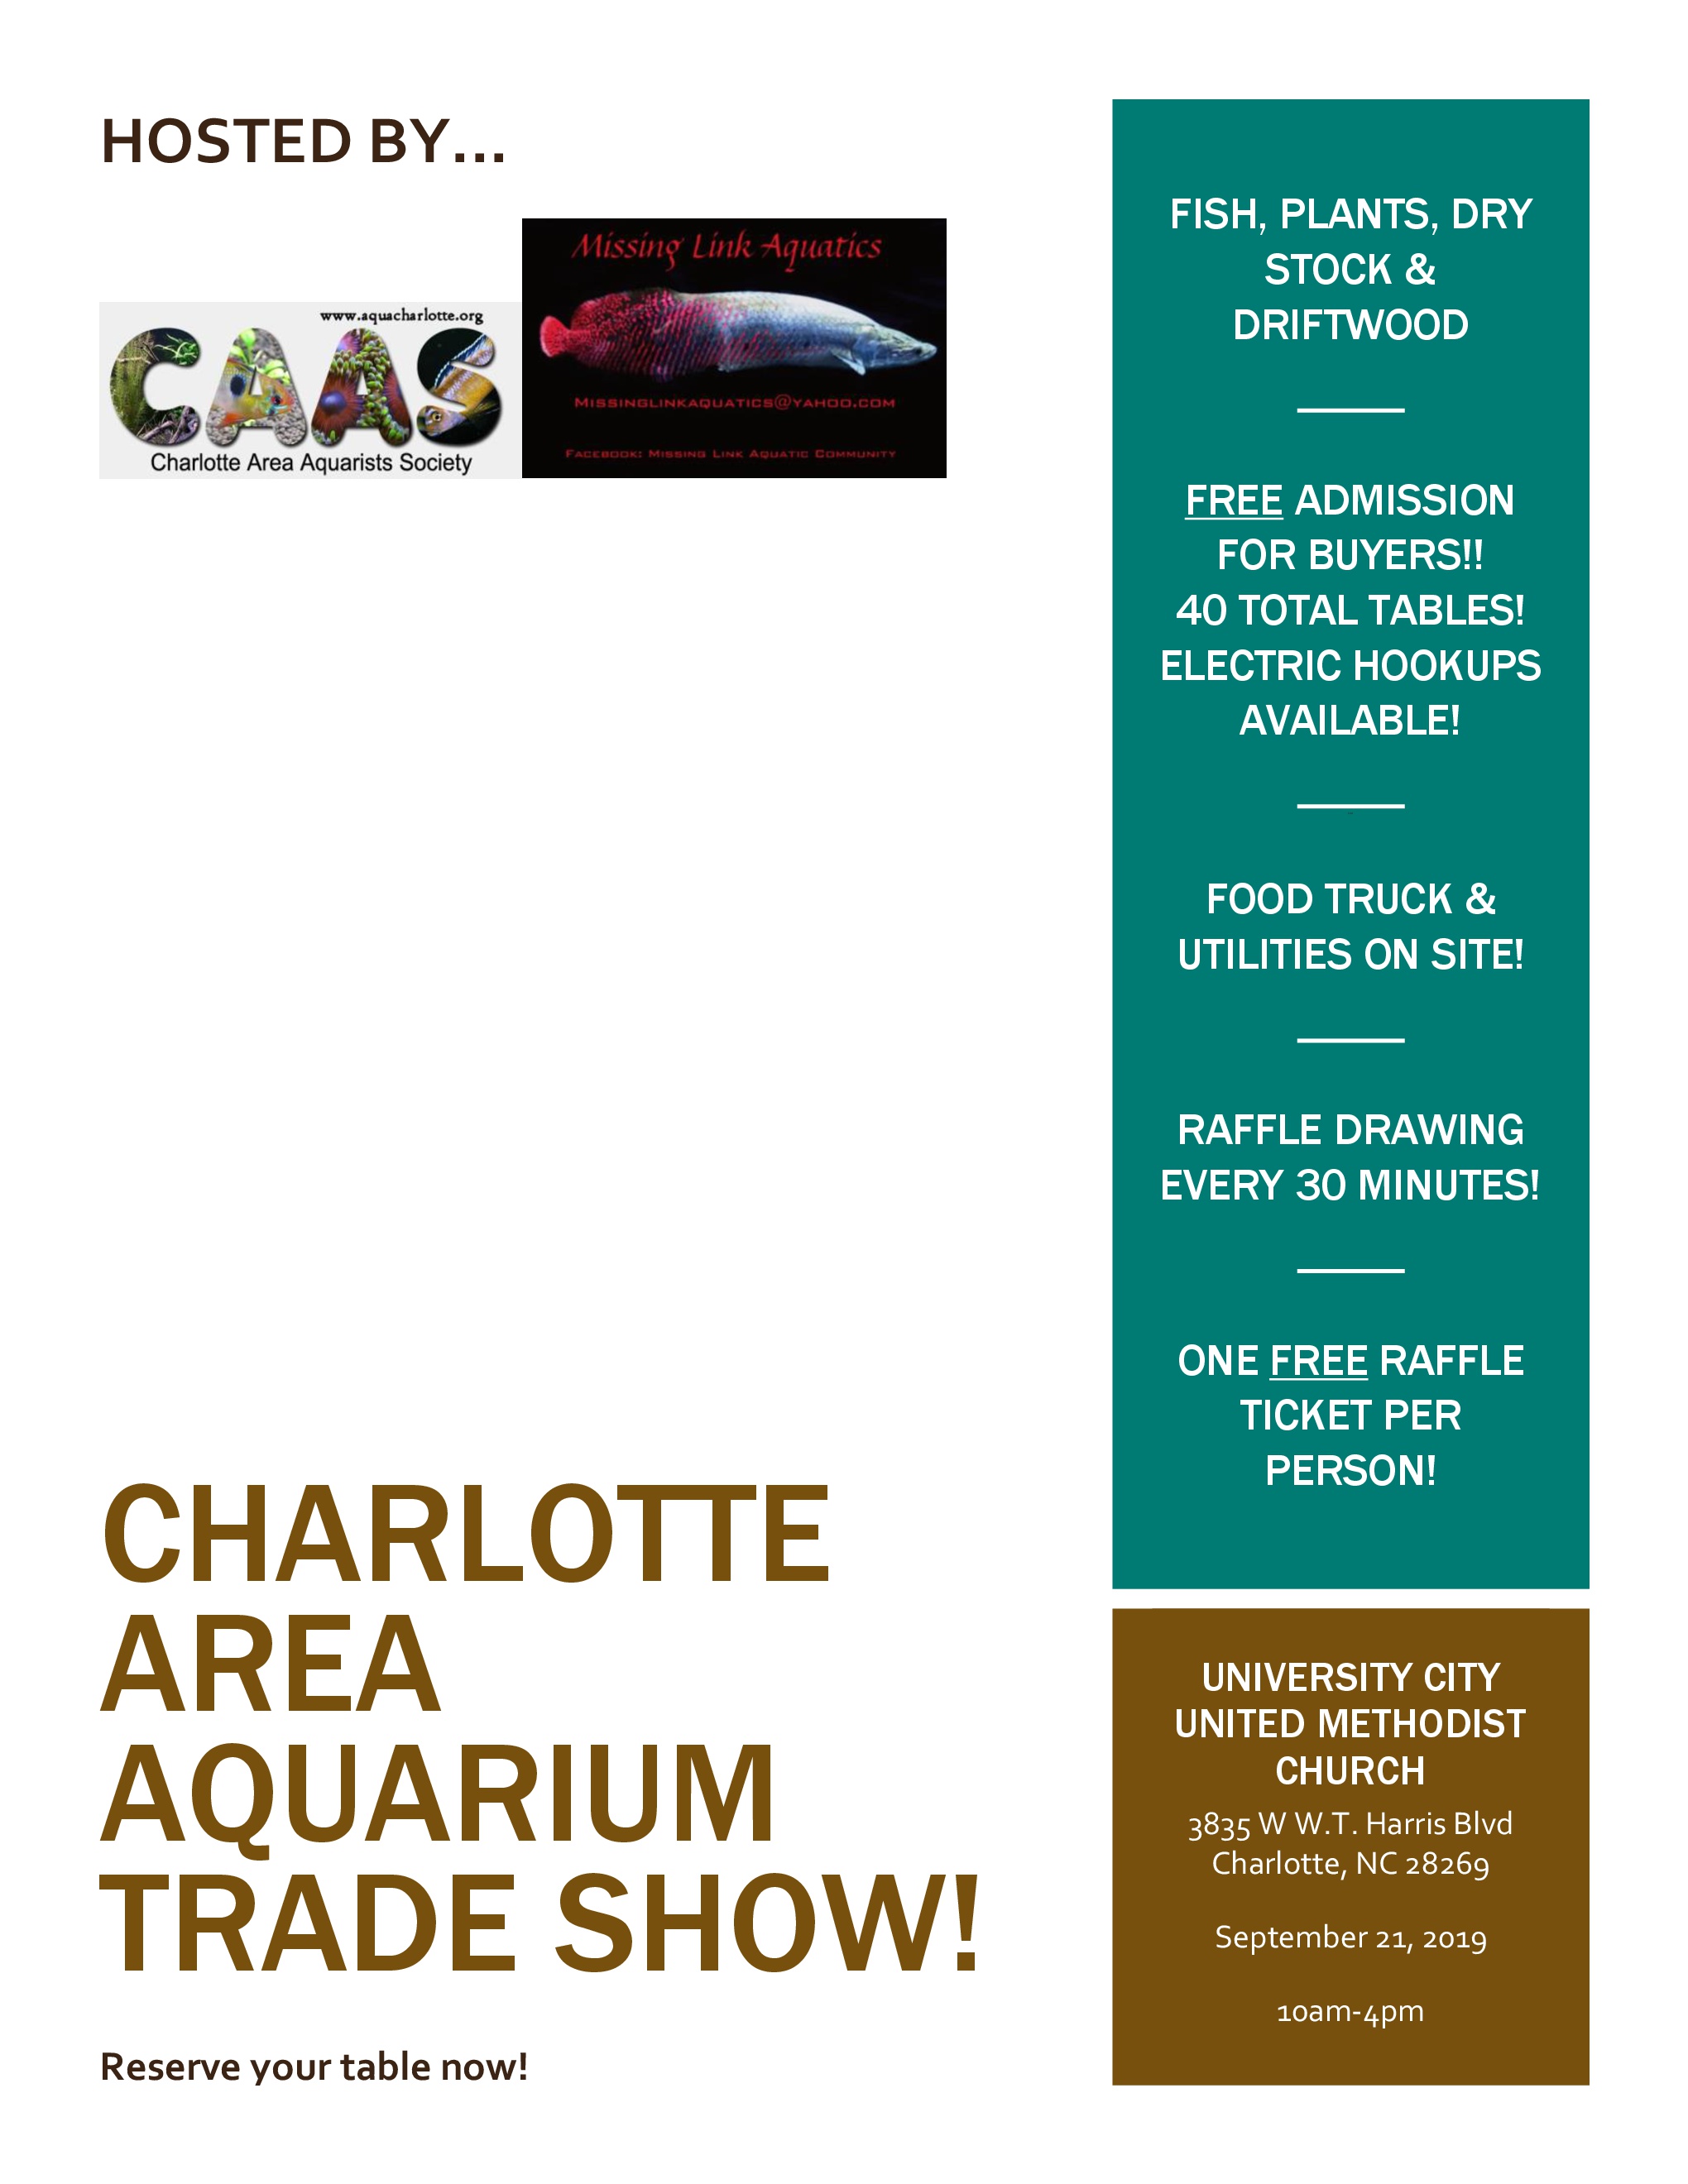 HOSTED BY...
www.aquacharlotte.org
CAAS
Charlotte Area Aquarists Society
Missing Link Aquatics
MISSINGLINKAQUATICS@YAHOO.COM
FACEBOOK: MISSING LINK AQUATIC COMMUNITY
CHARLOTTE
AREA
AQUARIUM
TRADE SHOW!
Reserve your table now!
FISH, PLANTS, DRY
STOCK &
DRIFTWOOD
FREE ADMISSION
FOR BUYERS!!
40 TOTAL TABLES!
ELECTRIC HOOKUPS
AVAILABLE!
FOOD TRUCK &
UTILITIES ON SITE!
RAFFLE DRAWING
EVERY 30 MINUTES!
ONE FREE RAFFLE
TICKET PER
PERSON!
UNIVERSITY CITY
UNITED METHODIST
CHURCH
3835 W W.T. Harris Blvd
Charlotte, NC 28269
September 21, 2019
10am-4pm